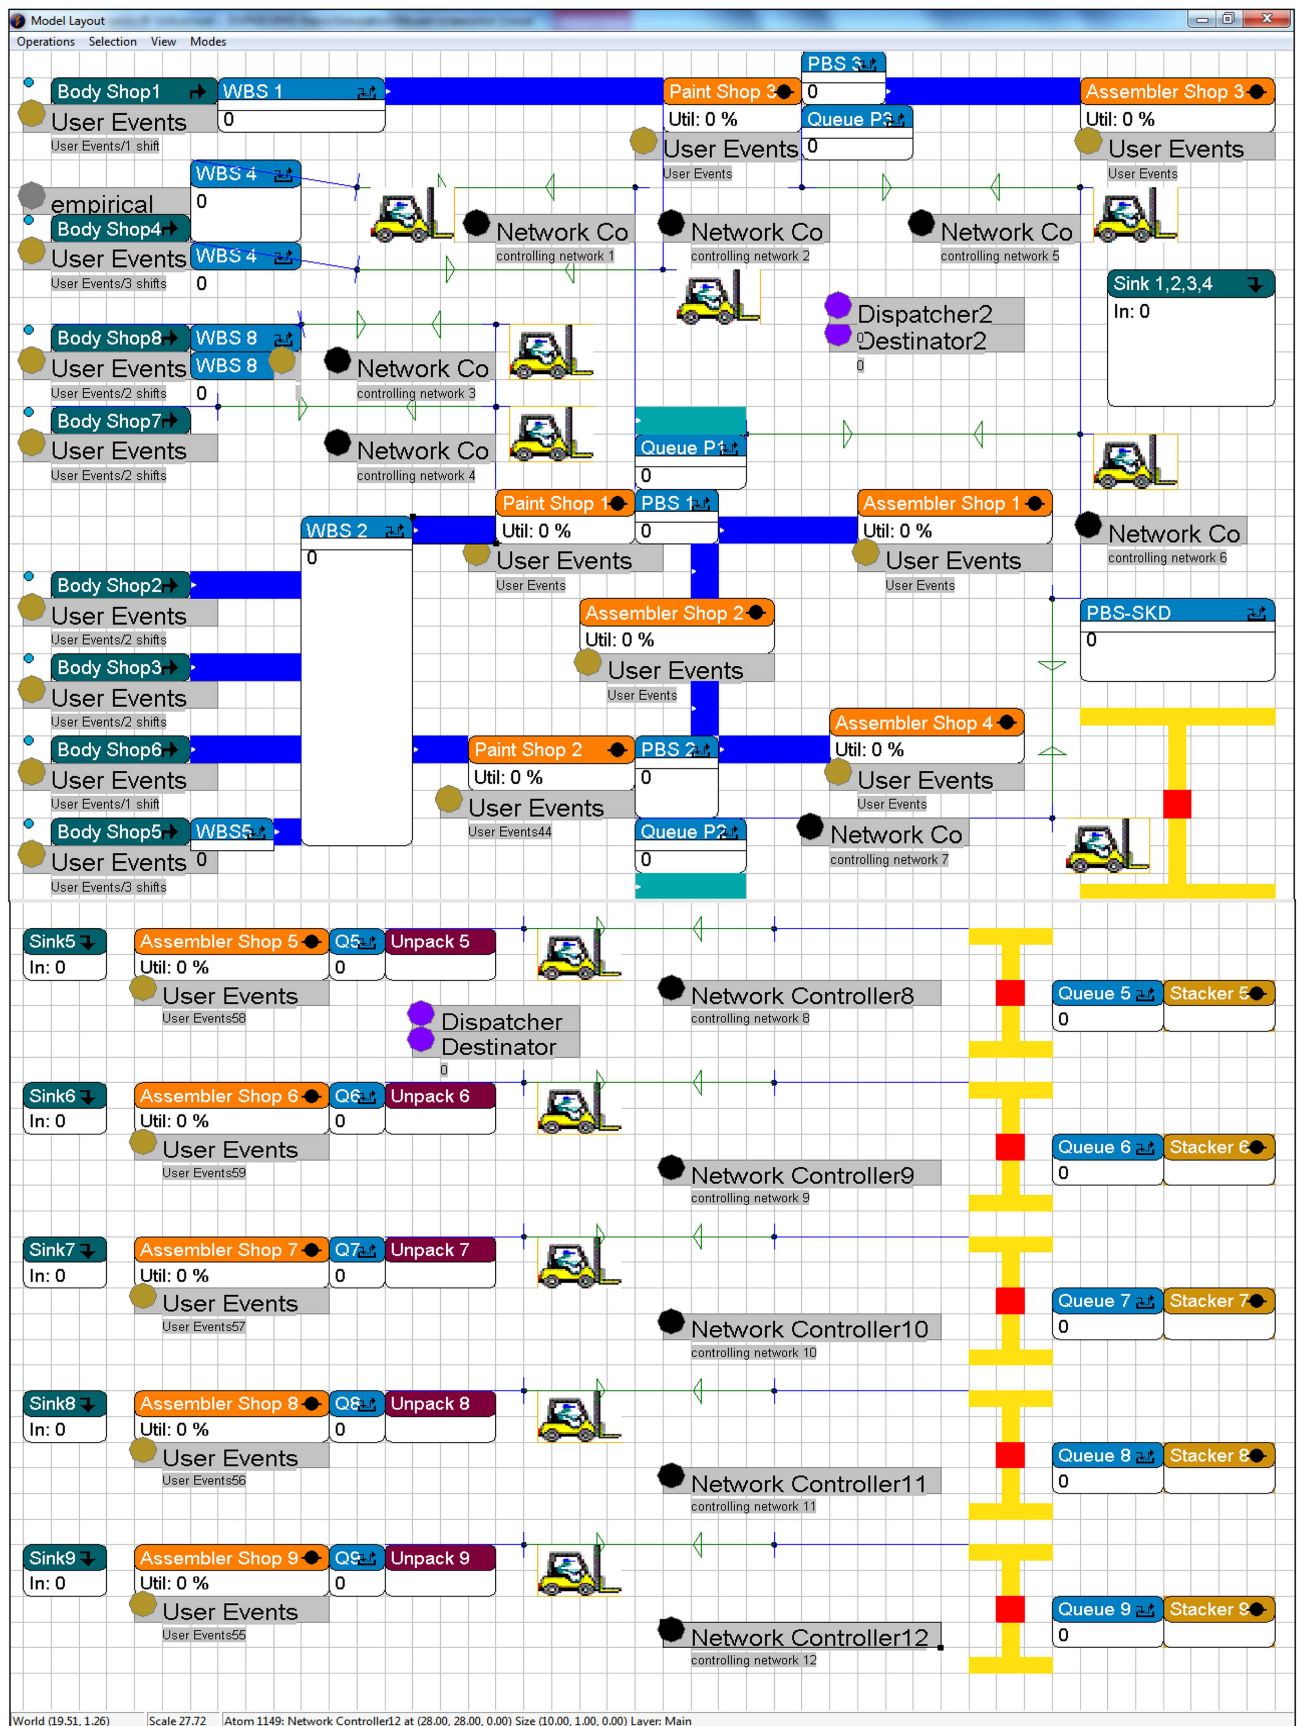 Model Layout
Operations Selection View Modes
PBS 3
Body Shop1 WBS 1 Paint Shop 3 0 Assembler Shop 3
User Events 0 Util: 0 % Queue P3 Util: 0 %
User Events/1 shift User Events 0 User Events
User Events User Events
WBS 4
empirical 0
Body Shop4 Network Co Network Co Network Co
User Events WBS 4 controlling network 1 controlling network 2 controlling network 5
User Events/3 shifts 0 Sink 1,2,3,4
Dispatcher2 In: 0
Body Shop8 WBS 8 0 Destinator2
User Events WBS 8 Network Co 0
User Events/2 shifts 0 controlling network 3
Body Shop7
User Events Network Co Queue P1
User Events/2 shifts controlling network 4 0
Paint Shop 1 PBS 1 Assembler Shop 1
WBS 2 Util: 0 % 0 Util: 0 % Network Co
0 User Events User Events controlling network 6
Body Shop2 User Events User Events
User Events Assembler Shop 2 PBS-SKD
User Events/2 shifts Util: 0 % 0
Body Shop3 User Events
User Events User Events
User Events/2 shifts Assembler Shop 4
Body Shop6 Paint Shop 2 PBS 2 Util: 0 %
User Events Util: 0 % 0 User Events
User Events/1 shift User Events User Events
Body Shop5 WBS5 User Events44 Queue P2 Network Co
User Events 0 0 controlling network 7
User Events/3 shifts
Sink5 Assembler Shop 5 Q5 Unpack 5
In: 0 Util: 0 % 0
User Events Network Controller8 Queue 5 Stacker 5
User Events58 controlling network 8 0
Dispatcher
Destinator
0
Sink6 Assembler Shop 6 Q6 Unpack 6
In: 0 Util: 0 % 0
User Events Queue 6 Stacker 6
User Events59 Network Controller9 0
controlling network 9
Sink7 Assembler Shop 7 Q7 Unpack 7
In: 0 Util: 0 % 0
User Events Queue 7 Stacker 7
User Events57 Network Controller10 0
controlling network 10
Sink8 Assembler Shop 8 Q8 Unpack 8
In: 0 Util: 0 % 0
User Events Queue 8 Stacker 8
User Events56 Network Controller11 0
controlling network 11
Sink9 Assembler Shop 9 Q9 Unpack 9
In: 0 Util: 0 % 0
User Events Queue 9 Stacker 9
User Events55 Network Controller12 0
controlling network 12
World (19.51, 1.26) Scale 27.72 Atom 1149: Network Controller12 at (28.00, 28.00, 0.00) Size (10.00, 1.00, 0.00) Layer: Main